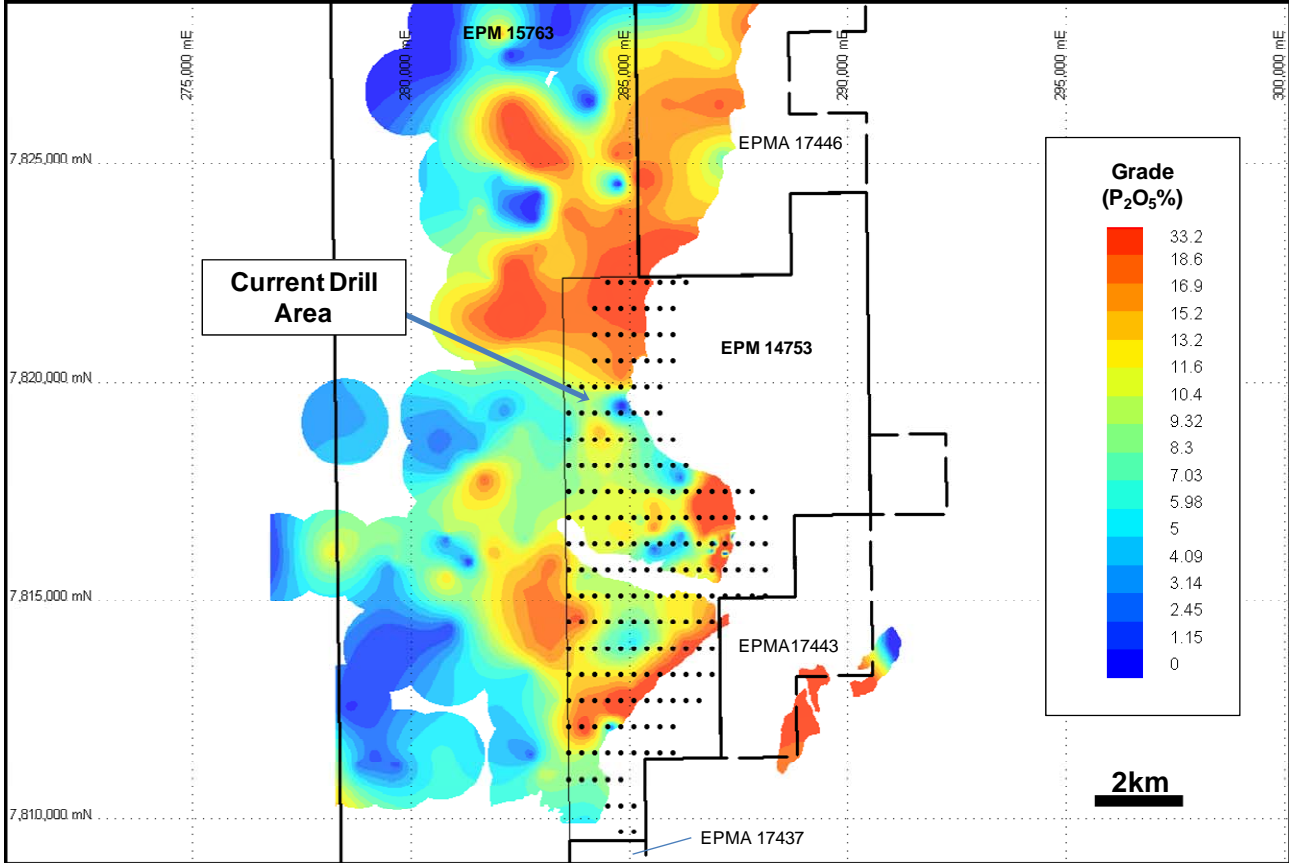 EPM 15763
275,000 mE
280,000 mE
285,000 mE
290,000 mE
295,000 mE
300,000 mE
EPMA 17446
7,825,000 mN
Grade
(P₂O₅%)
33.2
18.6
16.9
15.2
13.2
11.6
10.4
9.32
8.3
7.03
5.98
5
4.09
3.14
2.45
1.15
0
Current Drill
Area
EPM 14753
7,820,000 mN
7,815,000 mN
EPMA17443
2km
7,810,000 mN
EPMA 17437